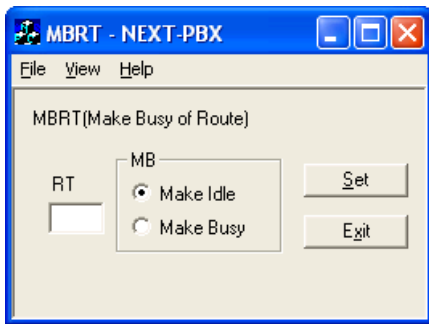 MBRT - NEXT-PBX
File View Help
MBRT(Make Busy of Route)
MB
RT
Make Idle
Make Busy
Set
Exit